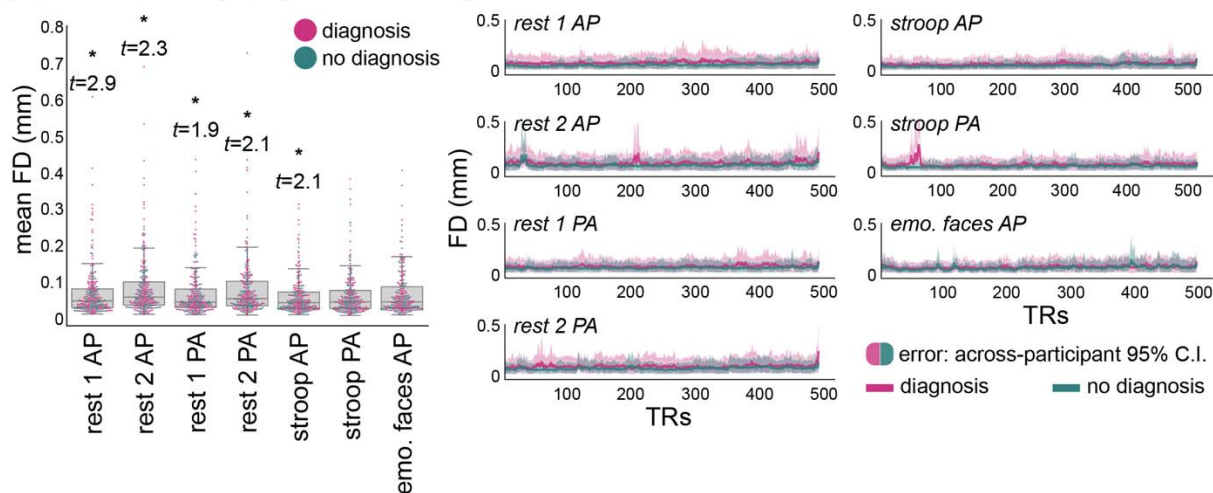 mean FD (mm)
0.8
0.7
0.6
0.5
0.4
0.3
0.2
0.1
0
diagnosis
no diagnosis
*
t=2.9
*
t=2.3
*
t=1.9
*
t=2.1
*
t=2.1
rest 1 AP
rest 2 AP
rest 1 PA
rest 2 PA
stroop AP
stroop PA
emo. faces AP
FD (mm)
rest 1 AP
0.5
0
100 200 300 400 500
rest 2 AP
0.5
0
100 200 300 400 500
rest 1 PA
0.5
0
100 200 300 400 500
rest 2 PA
0.5
0
100 200 300 400 500
TRs
stroop AP
0.5
0
100 200 300 400 500
stroop PA
0.5
0
100 200 300 400 500
emo. faces AP
0.5
0
100 200 300 400 500
TRs
error: across-participant 95% C.I.
diagnosis no diagnosis